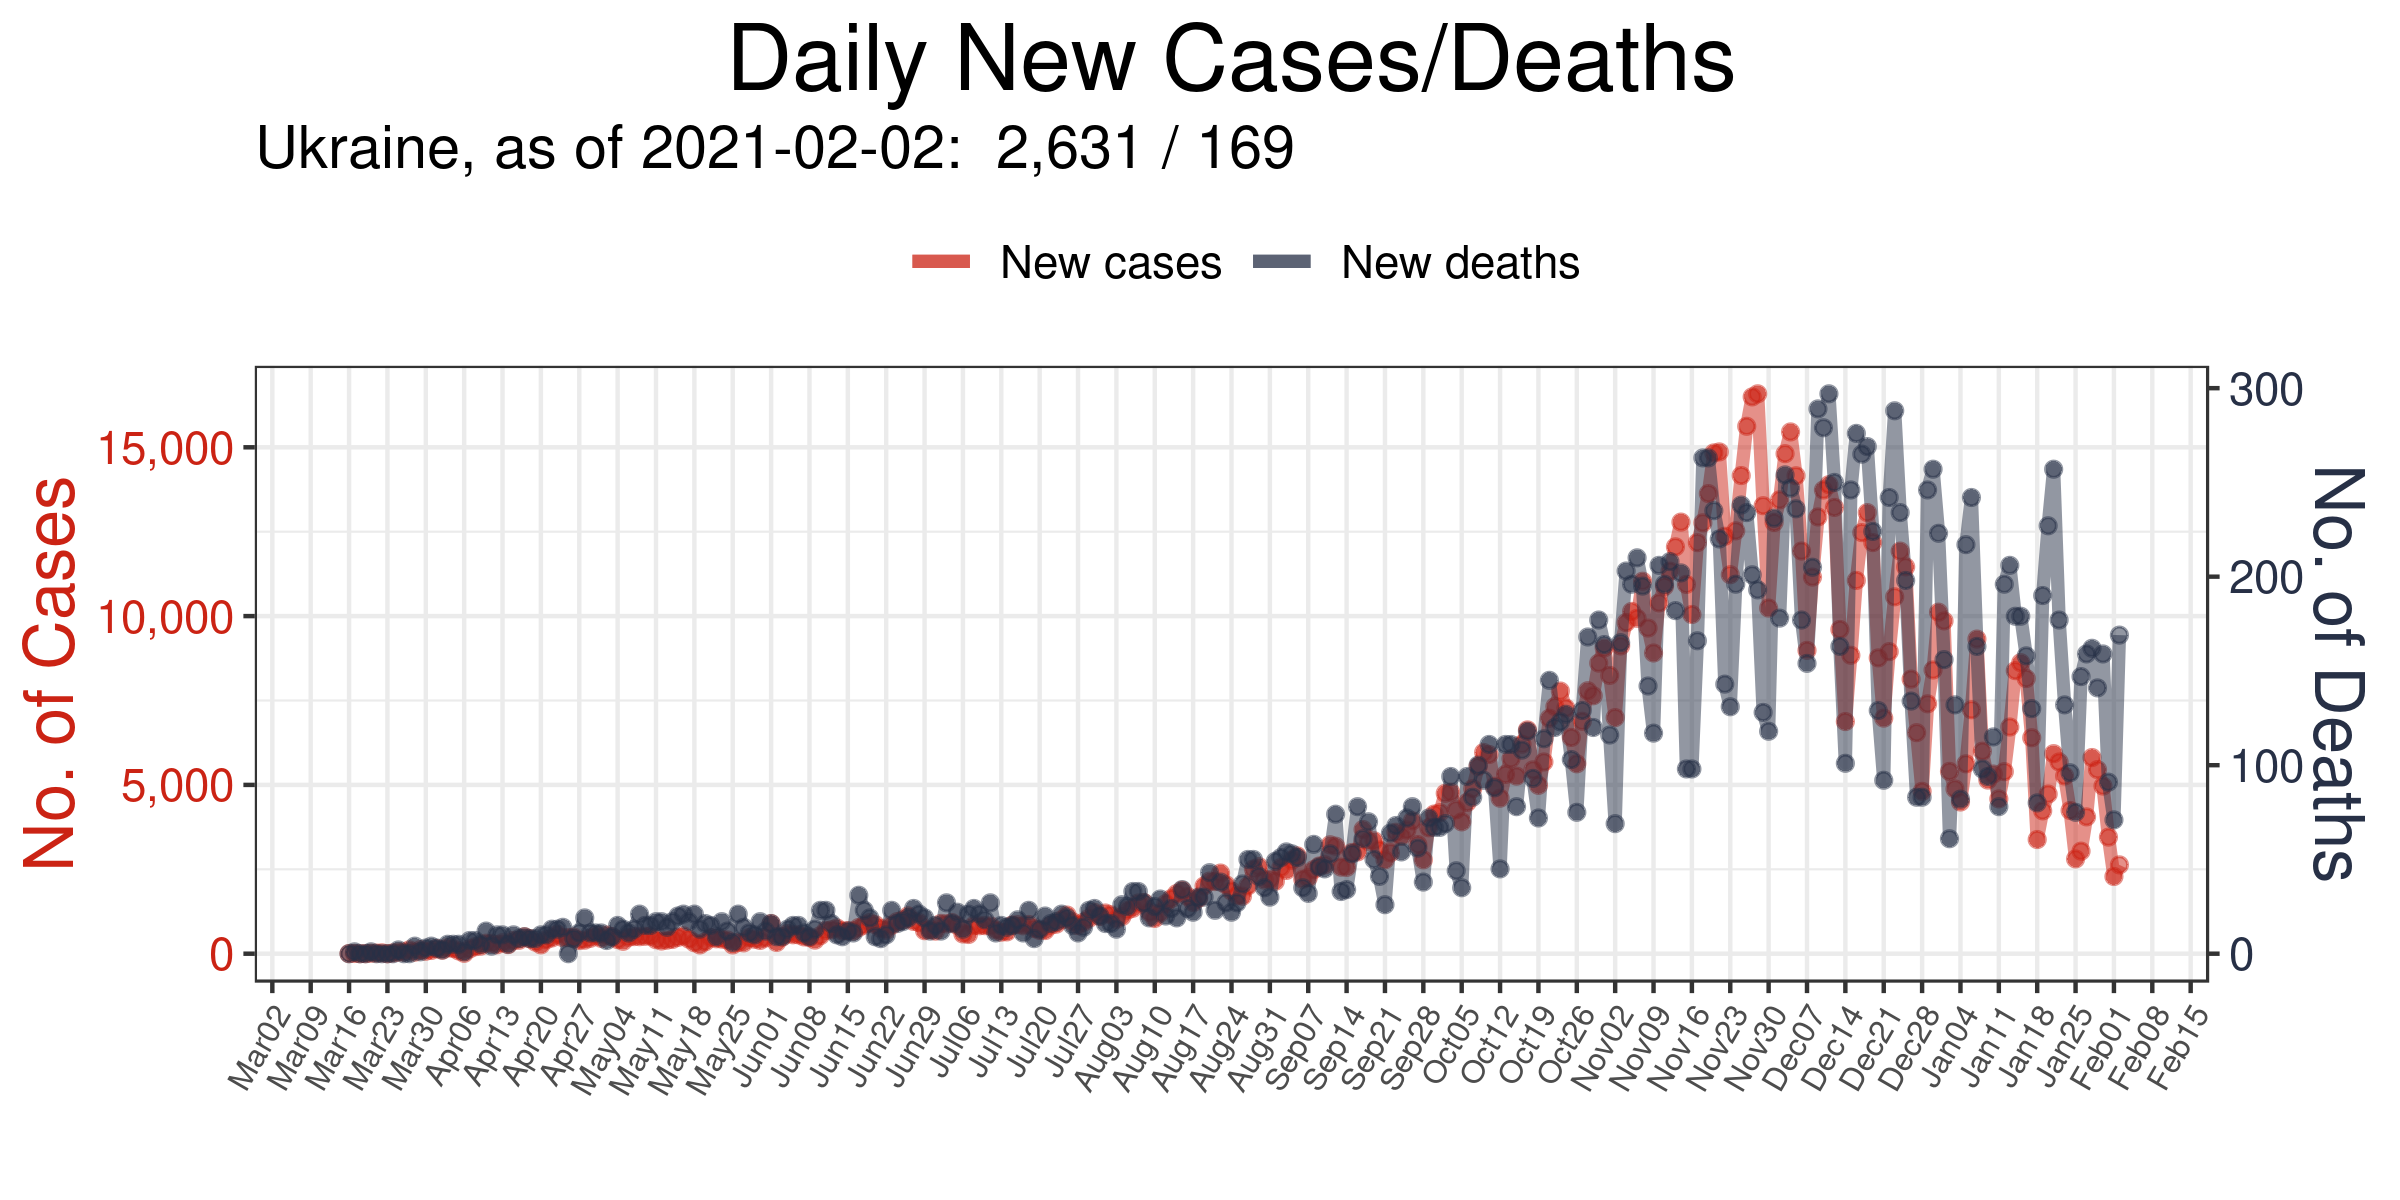 Daily New Cases/Deaths
Ukraine, as of 2021-02-02: 2,631 / 169
New cases New deaths
No. of Cases
15,000
10,000
5,000
0
300
200
100
0
No. of Deaths
Mar02 Mar09 Mar16 Mar23 Mar30 Apr06 Apr13 Apr20 Apr27 May04 May11 May18 May25 Jun01 Jun08 Jun15 Jun22 Jun29 Jul06 Jul13 Jul20 Jul27 Aug03 Aug10 Aug17 Aug24 Aug31 Sep07 Sep14 Sep21 Sep28 Oct05 Oct12 Oct19 Oct26 Nov02 Nov09 Nov16 Nov23 Nov30 Dec07 Dec14 Dec21 Dec28 Jan04 Jan11 Jan18 Jan25 Feb01 Feb08 Feb15